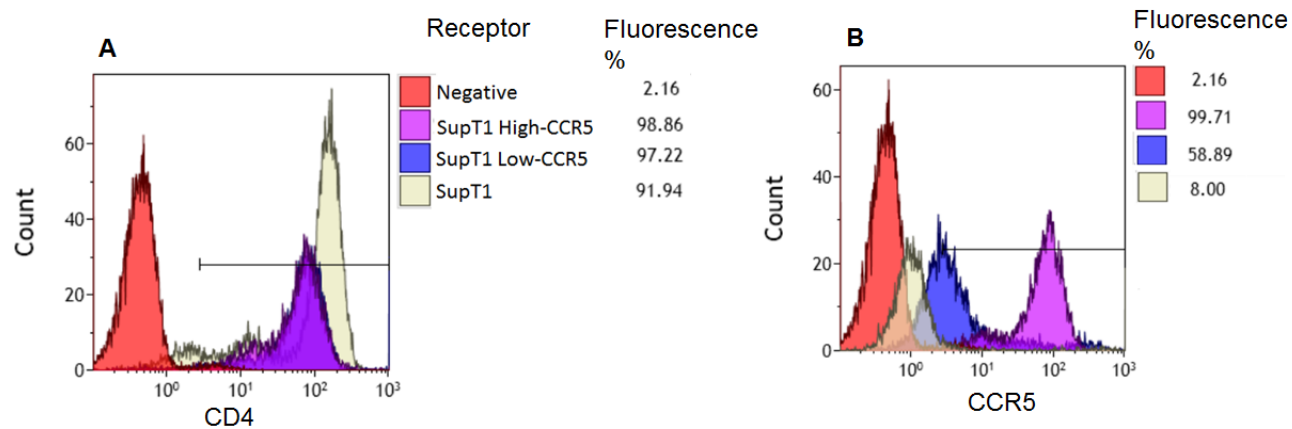 A
Receptor
Fluorescence
%
Negative 2.16
SupT1 High-CCR5 98.86
SupT1 Low-CCR5 97.22
SupT1 91.94
60
40
20
0
Count
10⁰ 10¹ 10² 10³
CD4
B
Fluorescence
%
2.16
99.71
58.89
8.00
60
40
20
0
Count
10⁰ 10¹ 10² 10³
CCR5